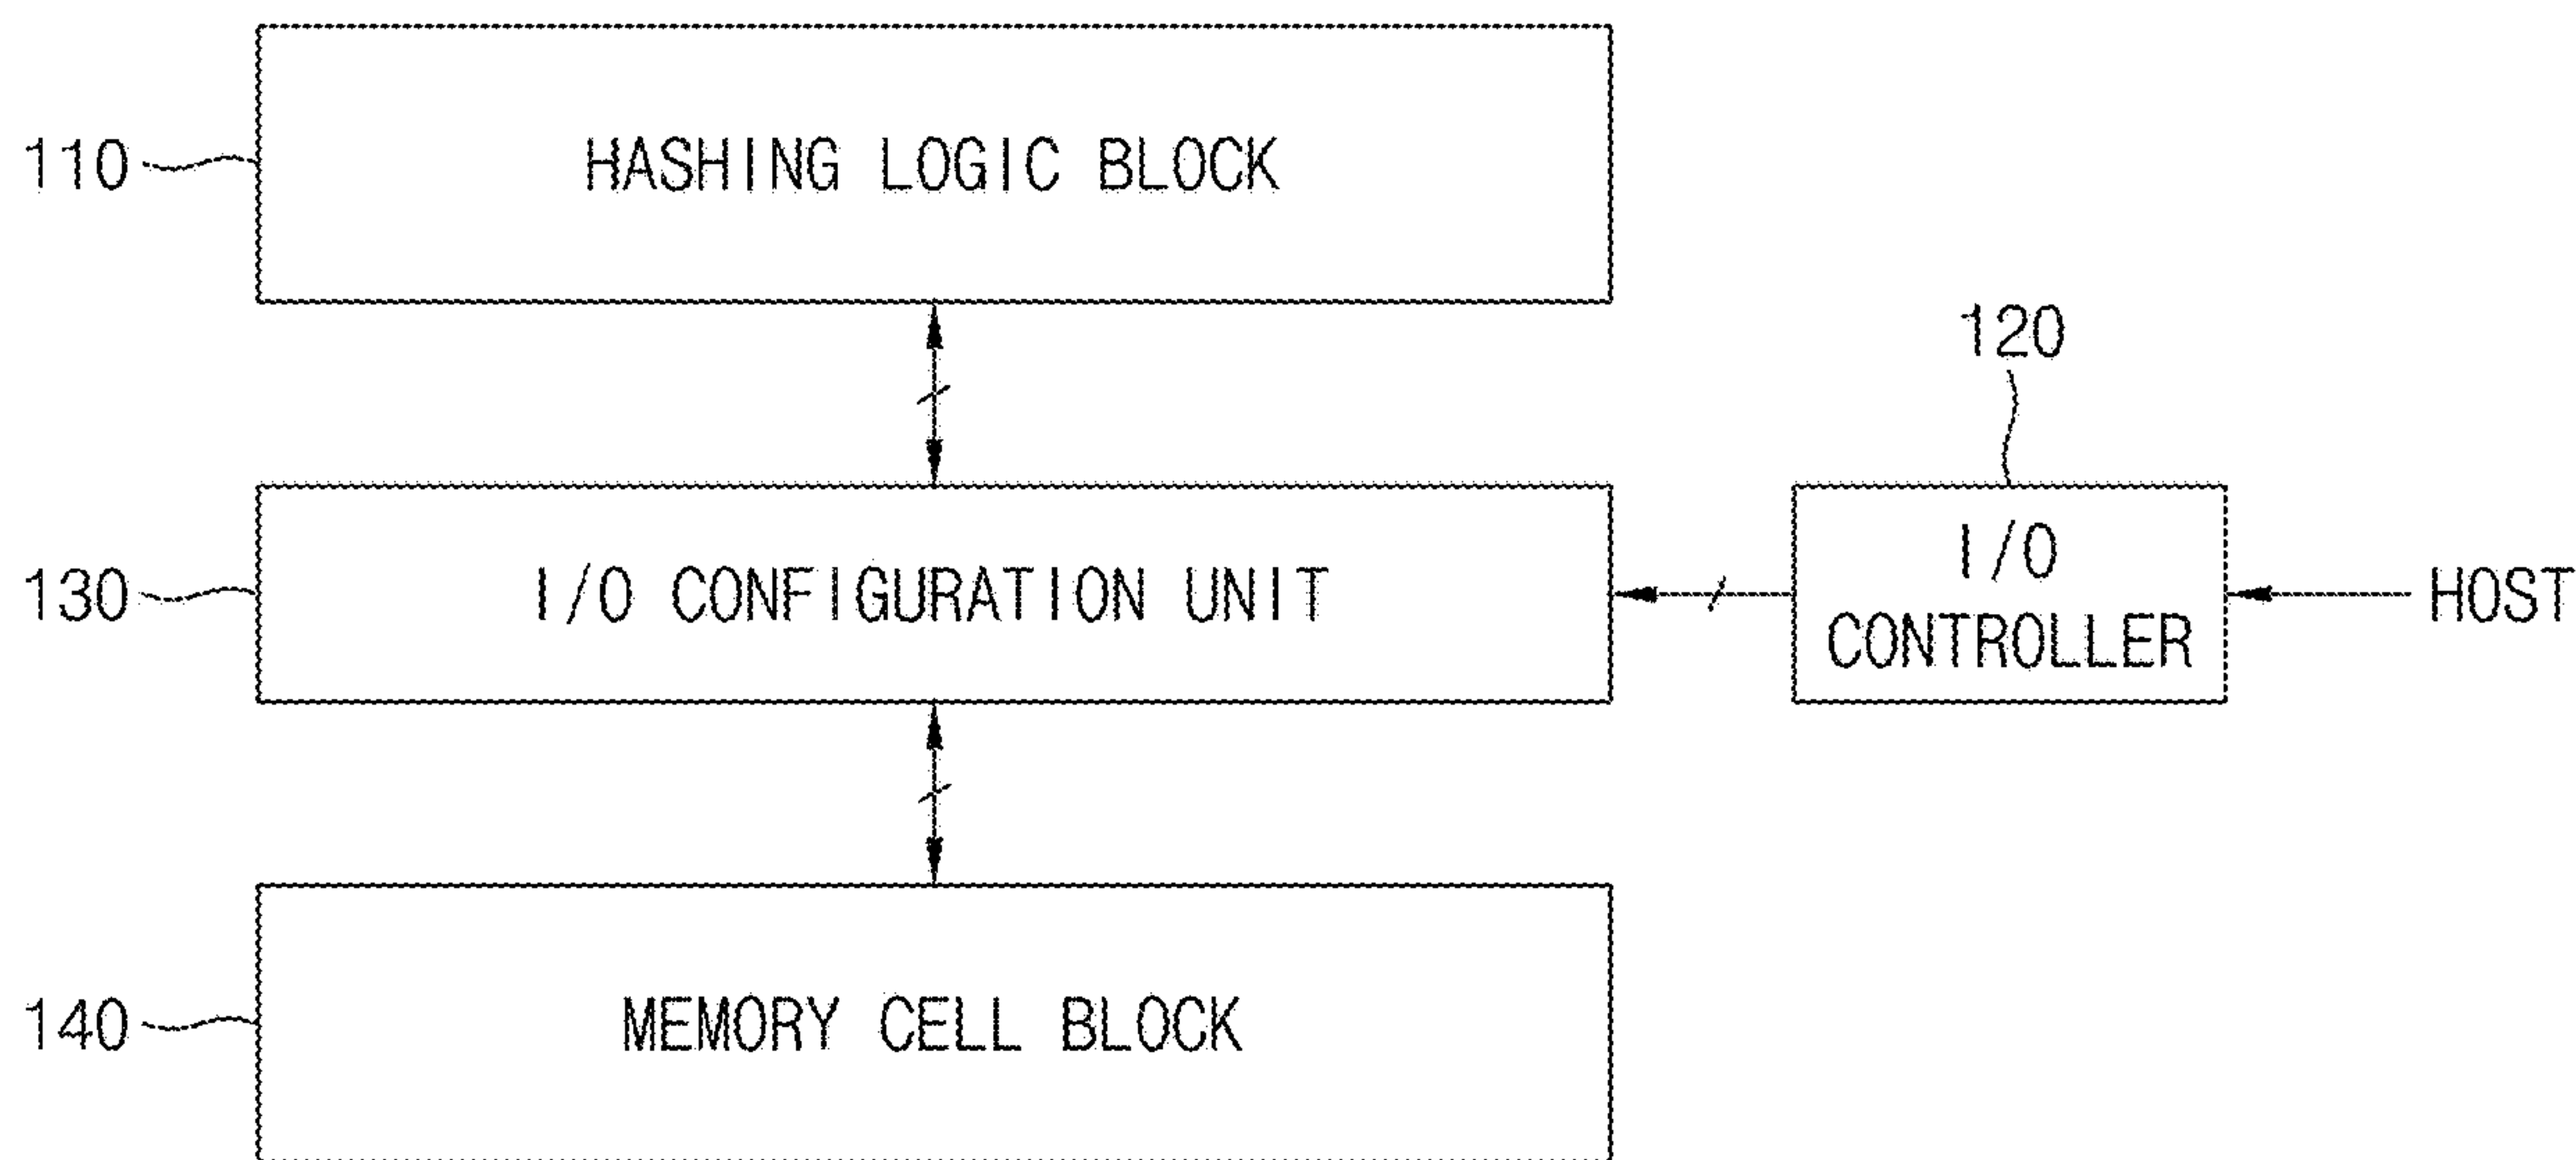 110
HASHING LOGIC BLOCK
120
130
I/O CONFIGURATION UNIT
I/O
CONTROLLER
HOST
140
MEMORY CELL BLOCK